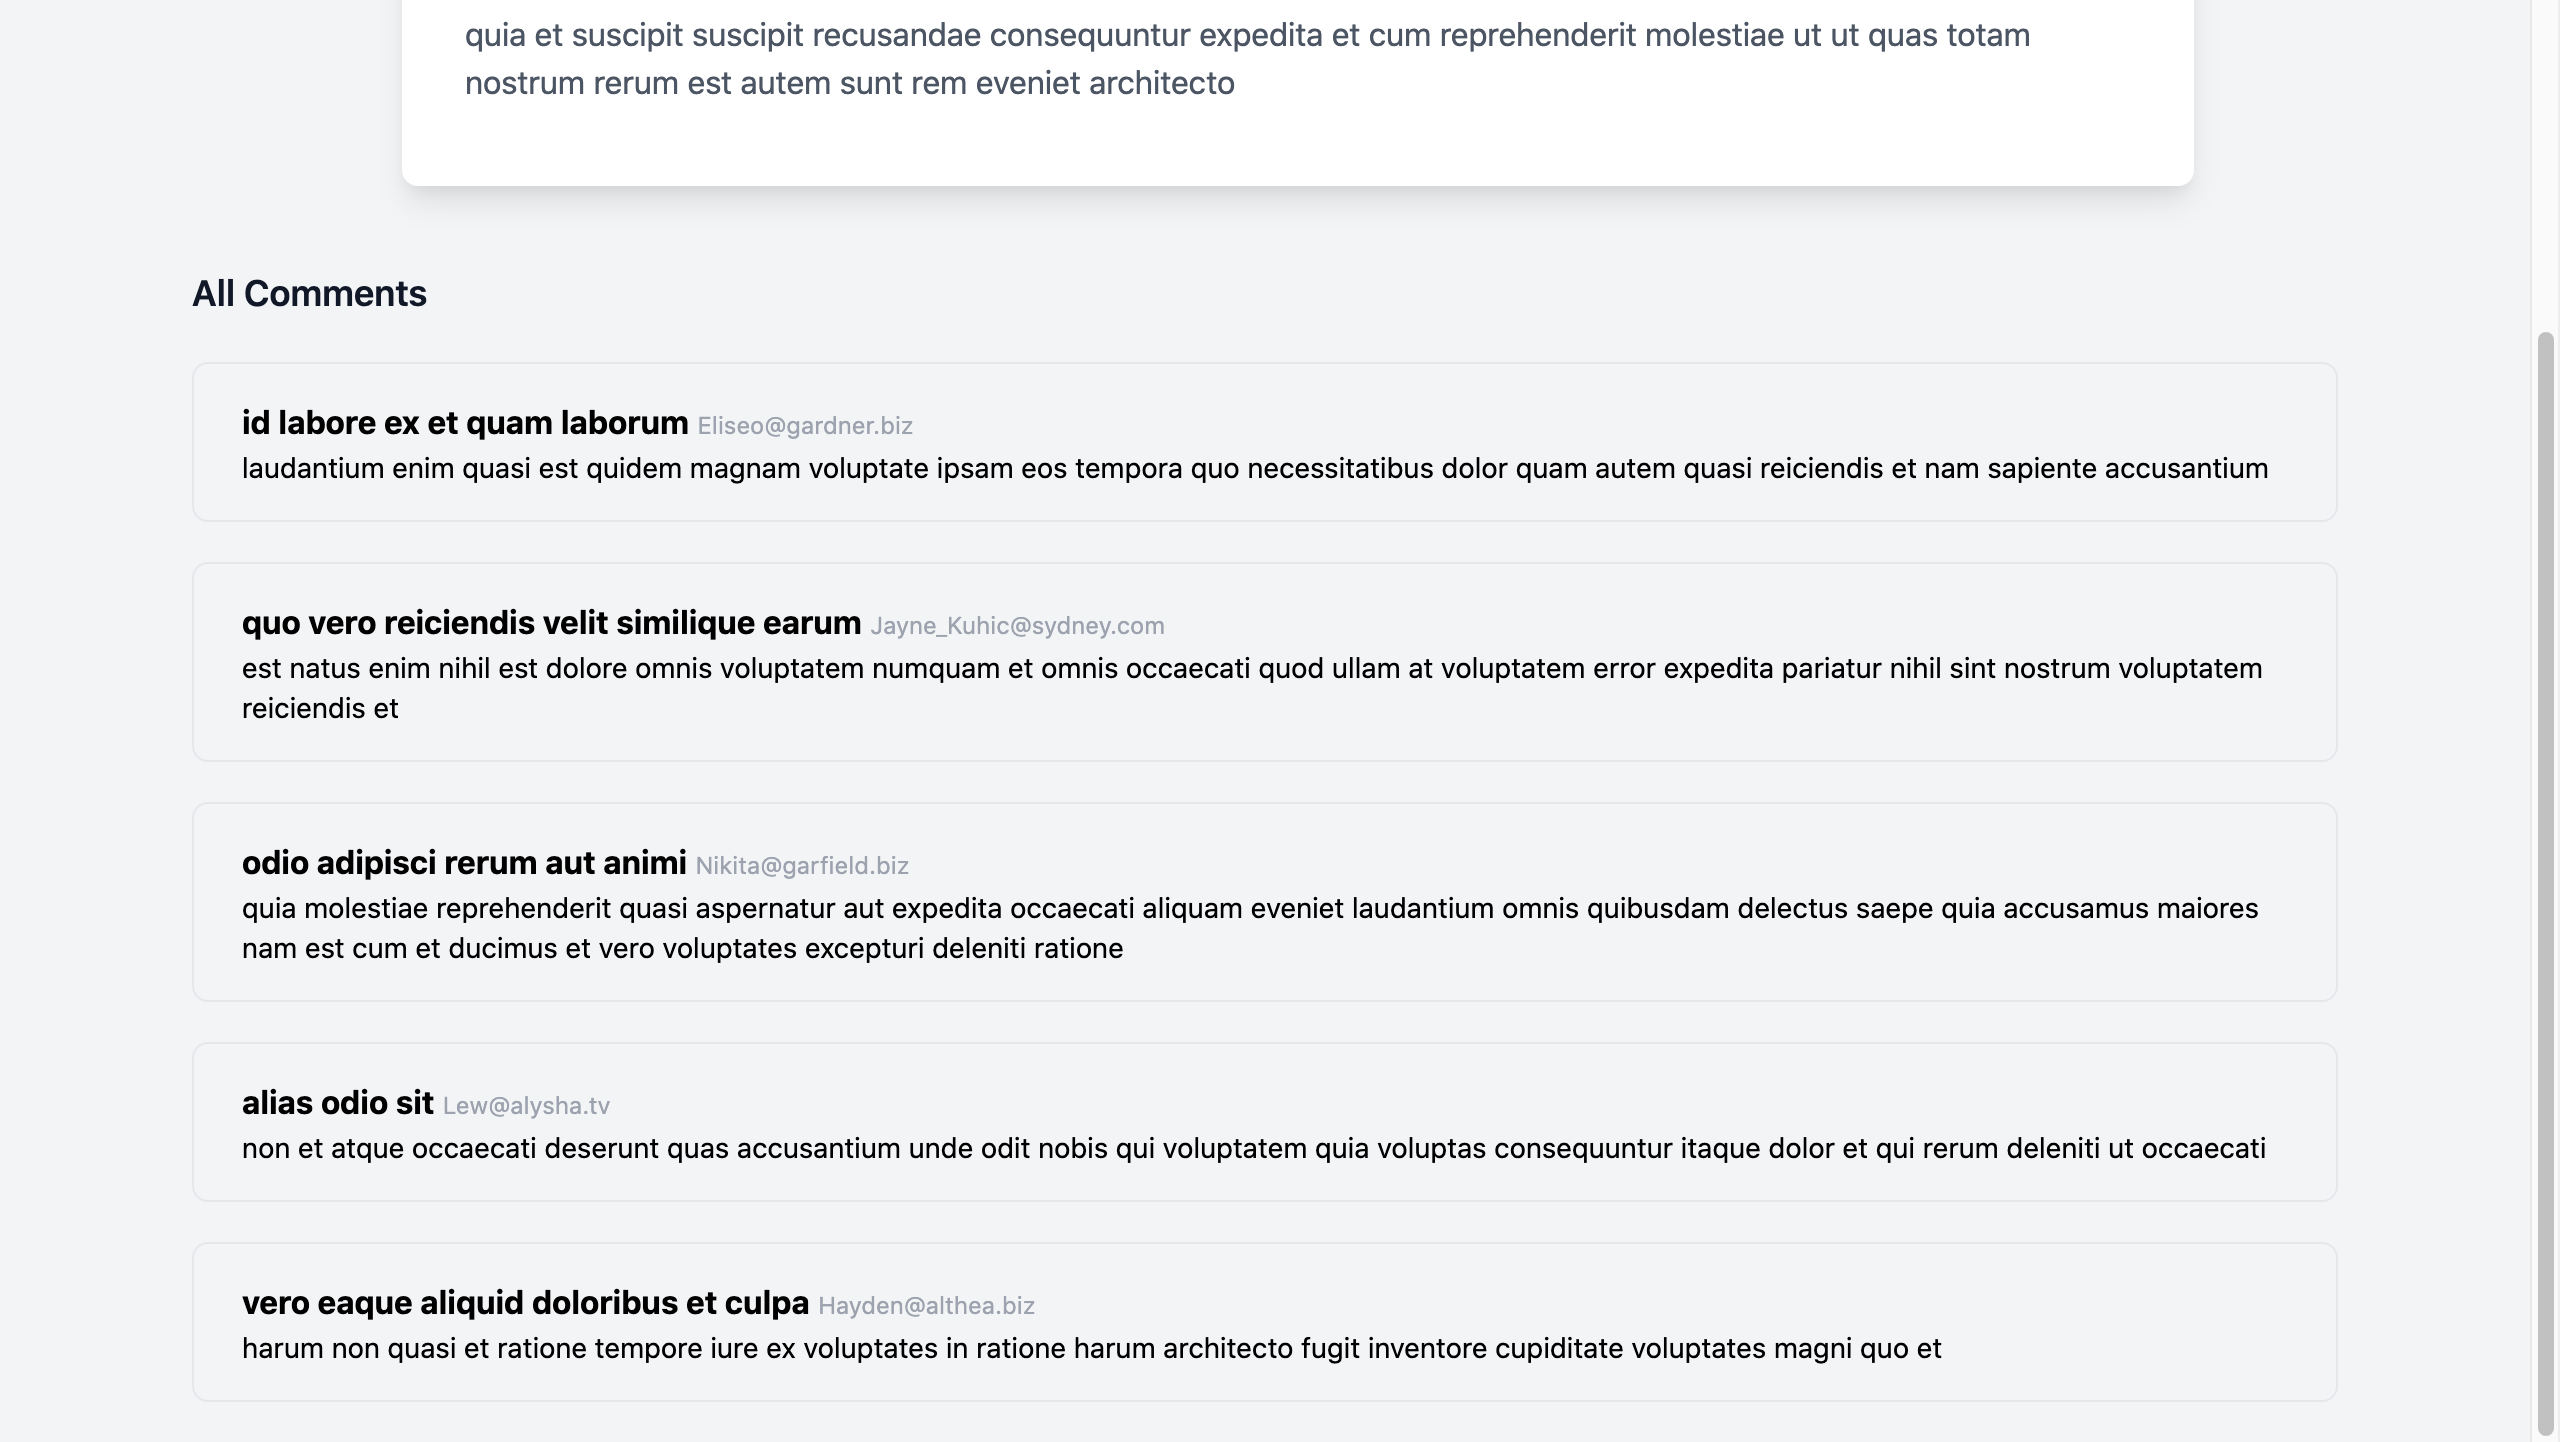 quia et suscipit suscipit recusandae consequuntur expedita et cum reprehenderit molestiae ut ut quas totam
nostrum rerum est autem sunt rem eveniet architecto
All Comments
id labore ex et quam laborum Eliseo@gardner.biz
laudantium enim quasi est quidem magnam voluptate ipsam eos tempora quo necessitatibus dolor quam autem quasi reiciendis et nam sapiente accusantium
quo vero reiciendis velit similique earum Jayne_Kuhic@sydney.com
est natus enim nihil est dolore omnis voluptatem numquam et omnis occaecati quod ullam at voluptatem error expedita pariatur nihil sint nostrum voluptatem
reiciendis et
odio adipisci rerum aut animi Nikita@garfield.biz
quia molestiae reprehenderit quasi aspernatur aut expedita occaecati aliquam eveniet laudantium omnis quibusdam delectus saepe quia accusamus maiores
nam est cum et ducimus et vero voluptates excepturi deleniti ratione
alias odio sit Lew@alysha.tv
non et atque occaecati deserunt quas accusantium unde odit nobis qui voluptatem quia voluptas consequuntur itaque dolor et qui rerum deleniti ut occaecati
vero eaque aliquid doloribus et culpa Hayden@althea.biz
harum non quasi et ratione tempore iure ex voluptates in ratione harum architecto fugit inventore cupiditate voluptates magni quo et